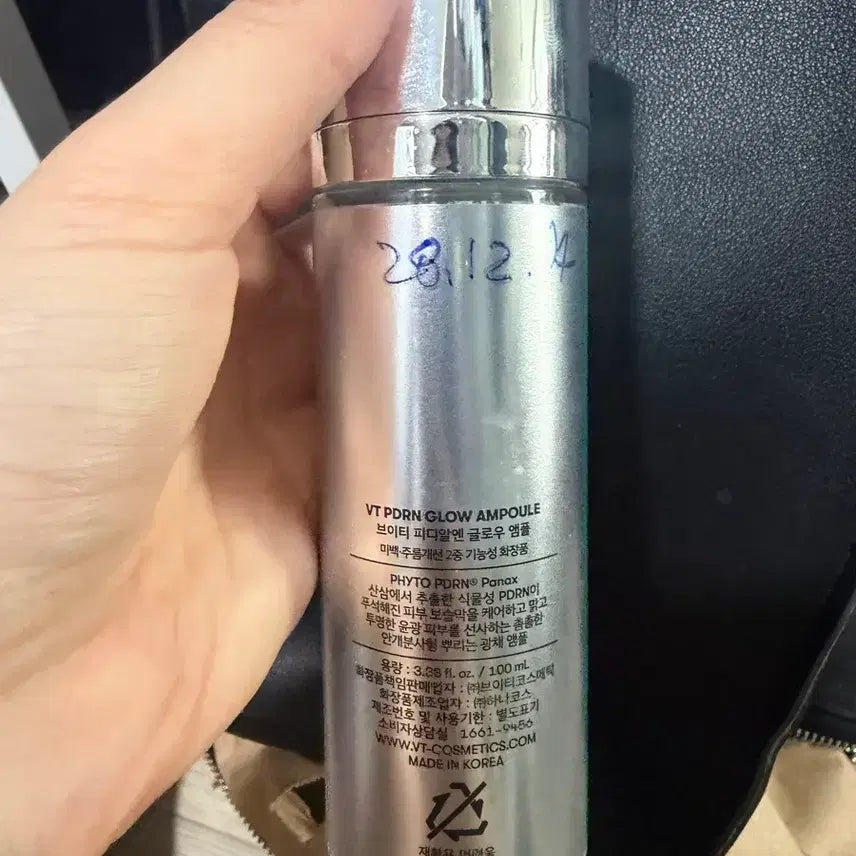 28.12.4
VT PDRN GLOW AMPOULE
브이티 피디알엔 글로우 앰플
미백·주름개선 2중 기능성 화장품
PHYTO PDRN® Panax
산삼에서 추출한 식물성 PDRN이
푸석해진 피부 보습막을 케어하고 맑고
투명한 윤광 피부를 선사하는 촘촘한
안개분사형 뿌리는 광채 앰플
용량 : 3.38 fl. oz. / 100 mL
화장품책임판매업자 : ㈜브이티코스메틱
화장품제조업자 : ㈜하나코스
제조번호 및 사용기한 : 별도표기
소비자상담실 1661-9456
WWW.VT-COSMETICS.COM
MADE IN KOREA
재활용 어려움